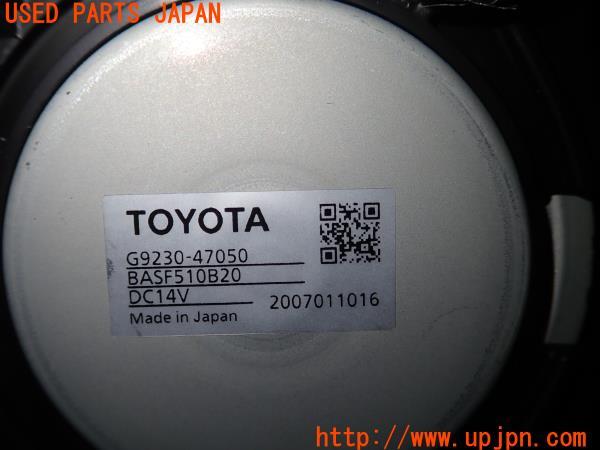 USED PARTS JAPAN
TOYOTA
G9230-47050
BASF510B20
DC14V
2007011016
Made in Japan
http://www.upjpn.com